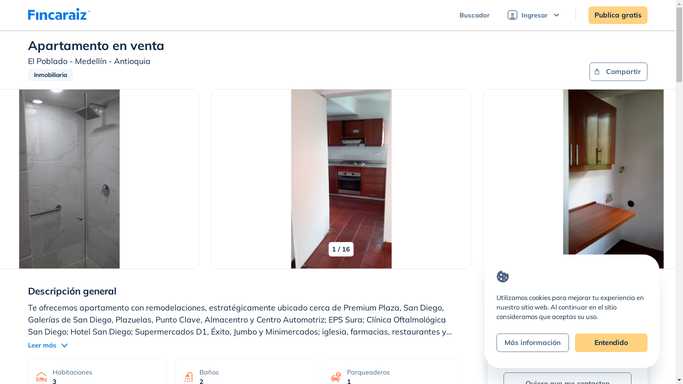 Fincaraiz
Buscador
Ingresar
Publica gratis
Apartamento en venta
El Poblado - Medellín - Antioquia
Inmobiliaria
Compartir
1 / 16
Descripción general
Te ofrecemos apartamento con remodelaciones, estratégicamente ubicado cerca de Premium Plaza, San Diego,
Galerías de San Diego, Plazuelas, Punto Clave, Almacentro y Centro Automotriz; EPS Sura; Clínica Oftalmológica
San Diego; Hotel San Diego; Supermercados D1, Éxito, Jumbo y Minimercados; iglesia, farmacias, restaurantes y...
Leer más
Habitaciones
3
Baños
2
Parqueaderos
1
Utilizamos cookies para mejorar tu experiencia en
nuestro sitio web. Al continuar en el sitio
consideramos que aceptas su uso.
Más información
Entendido
Quiero que me contacten